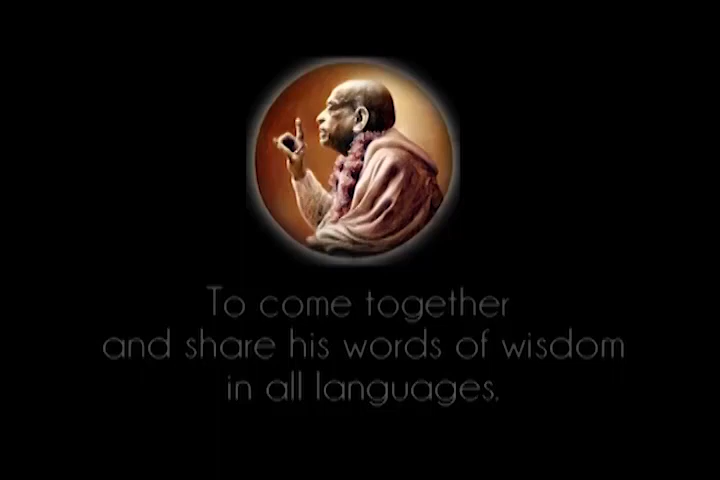 To come together
and share his words of wisdom
in all languages.